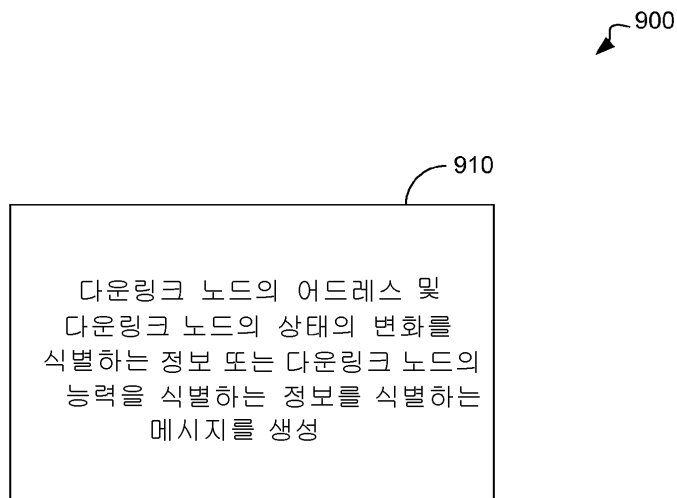 900
910
다운링크 노드의 어드레스 및
다운링크 노드의 상태의 변화를
식별하는 정보 또는 다운링크 노드의
능력을 식별하는 정보를 식별하는
메시지를 생성